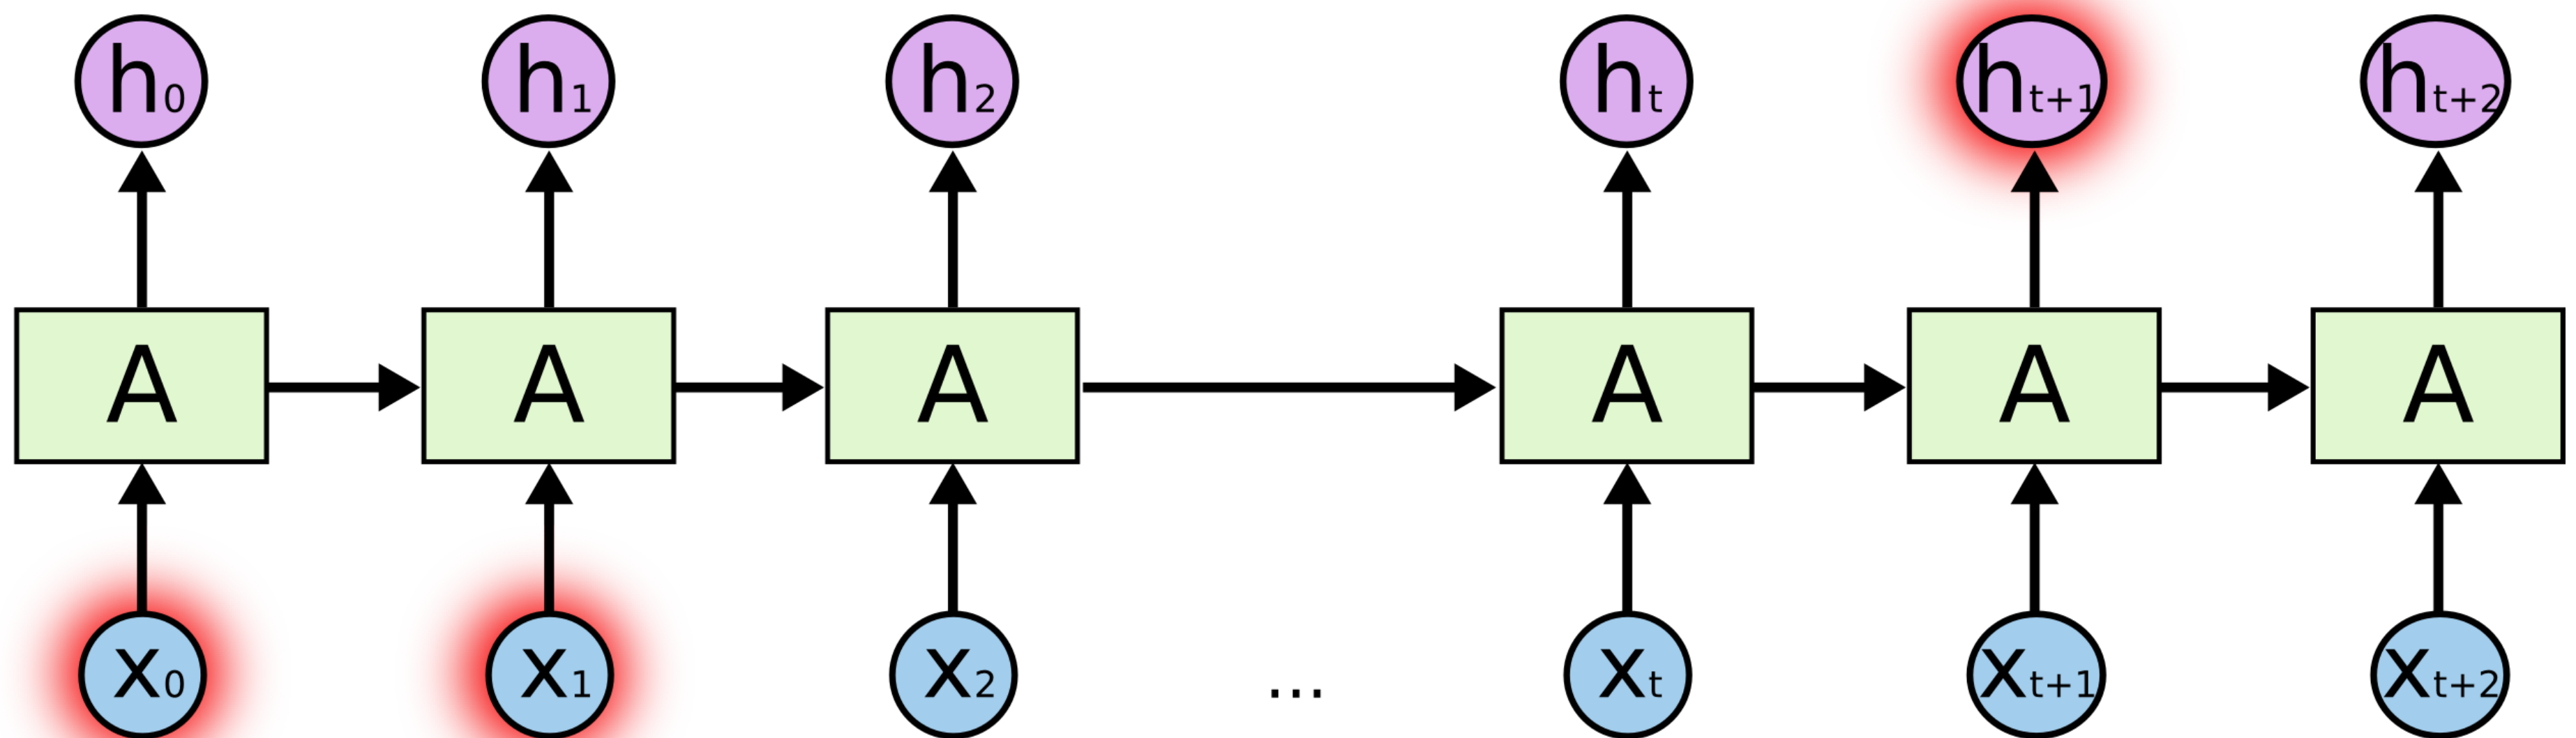 h₀ h₁ h₂ hₜ hₜ₊₁ hₜ₊₂
A A A A A A
x₀ x₁ x₂ ... xₜ xₜ₊₁ xₜ₊₂